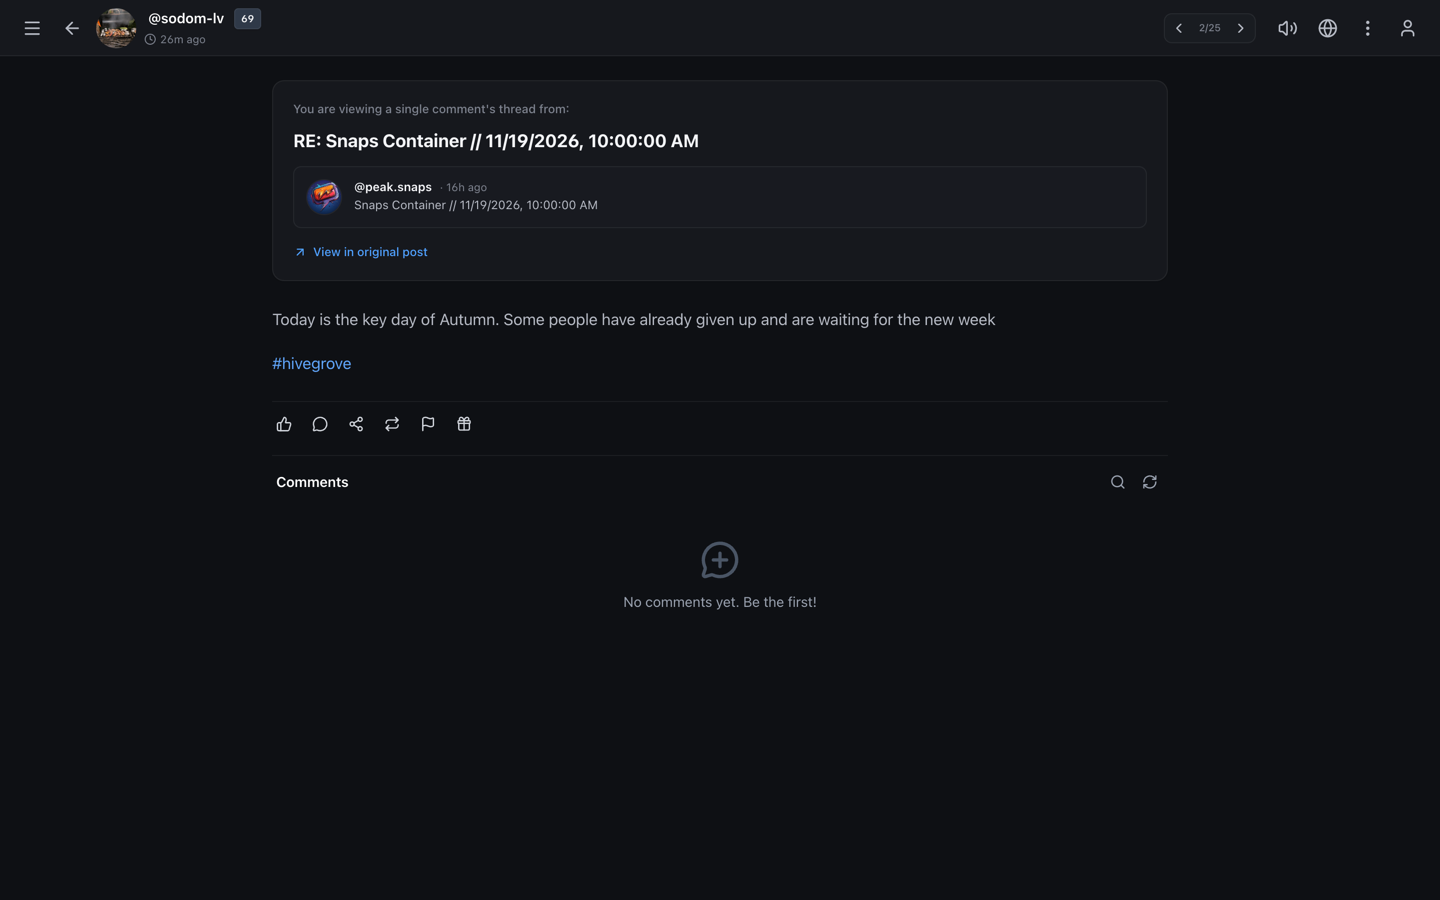 @sodom-lv 69
26m ago
2/25
You are viewing a single comment's thread from:
RE: Snaps Container // 11/19/2026, 10:00:00 AM
@peak.snaps · 16h ago
Snaps Container // 11/19/2026, 10:00:00 AM
View in original post
Today is the key day of Autumn. Some people have already given up and are waiting for the new week
#hivegrove
Comments
No comments yet. Be the first!